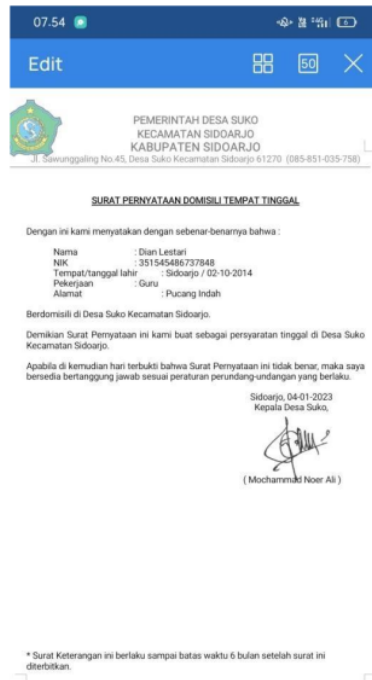 07.54
6
Edit
50
PEMERINTAH DESA SUKO
KECAMATAN SIDOARJO
KABUPATEN SIDOARJO
Jl. Sawunggaling No.45, Desa Suko Kecamatan Sidoarjo 61270 (085-851-035-758)
SURAT PERNYATAAN DOMISILI TEMPAT TINGGAL
Dengan ini kami menyatakan dengan sebenar-benarnya bahwa :
Nama : Dian Lestari
NIK : 351545486737848
Tempat/tanggal lahir : Sidoarjo / 02-10-2014
Pekerjaan : Guru
Alamat : Pucang Indah
Berdomisili di Desa Suko Kecamatan Sidoarjo.
Demikian Surat Pernyataan ini kami buat sebagai persyaratan tinggal di Desa Suko
Kecamatan Sidoarjo.
Apabila di kemudian hari terbukti bahwa Surat Pernyataan ini tidak benar, maka saya
bersedia bertanggung jawab sesuai peraturan perundang-undangan yang berlaku.
Sidoarjo, 04-01-2023
Kepala Desa Suko,
( Mochammad Noer Ali )
* Surat Keterangan ini berlaku sampai batas waktu 6 bulan setelah surat ini
diterbitkan.